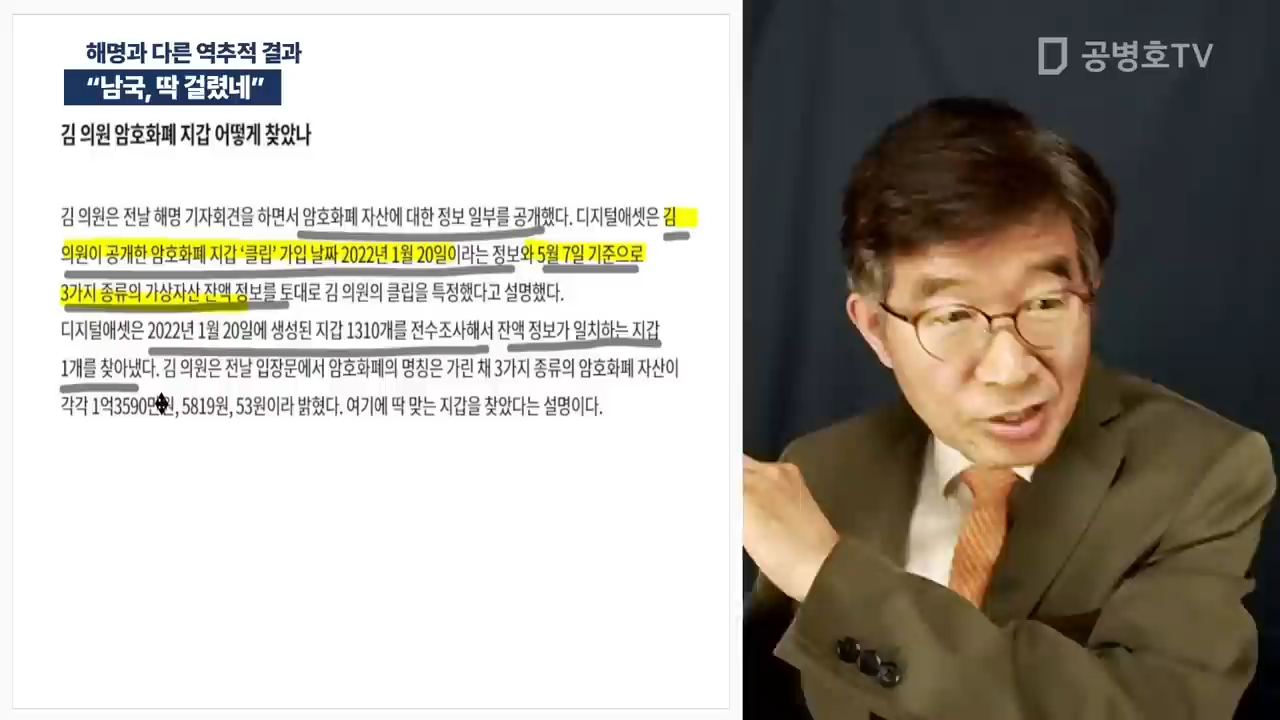 해명과 다른 역추적 결과
“남국, 딱 걸렸네”
공병호TV
김 의원 암호화폐 지갑 어떻게 찾았나
김 의원은 전날 해명 기자회견을 하면서 암호화폐 자산에 대한 정보 일부를 공개했다. 디지털애셋은 김
의원이 공개한 암호화폐 지갑 ‘클립’ 가입 날짜 2022년 1월 20일이라는 정보와 5월 7일 기준으로
3가지 종류의 가상자산 잔액 정보를 토대로 김 의원의 클립을 특정했다고 설명했다.
디지털애셋은 2022년 1월 20일에 생성된 지갑 1310개를 전수조사해서 잔액 정보가 일치하는 지갑
1개를 찾아냈다. 김 의원은 전날 입장문에서 암호화폐의 명칭은 가린 채 3가지 종류의 암호화폐 자산이
각각 1억3590만원, 5819원, 53원이라 밝혔다. 여기에 딱 맞는 지갑을 찾았다는 설명이다.